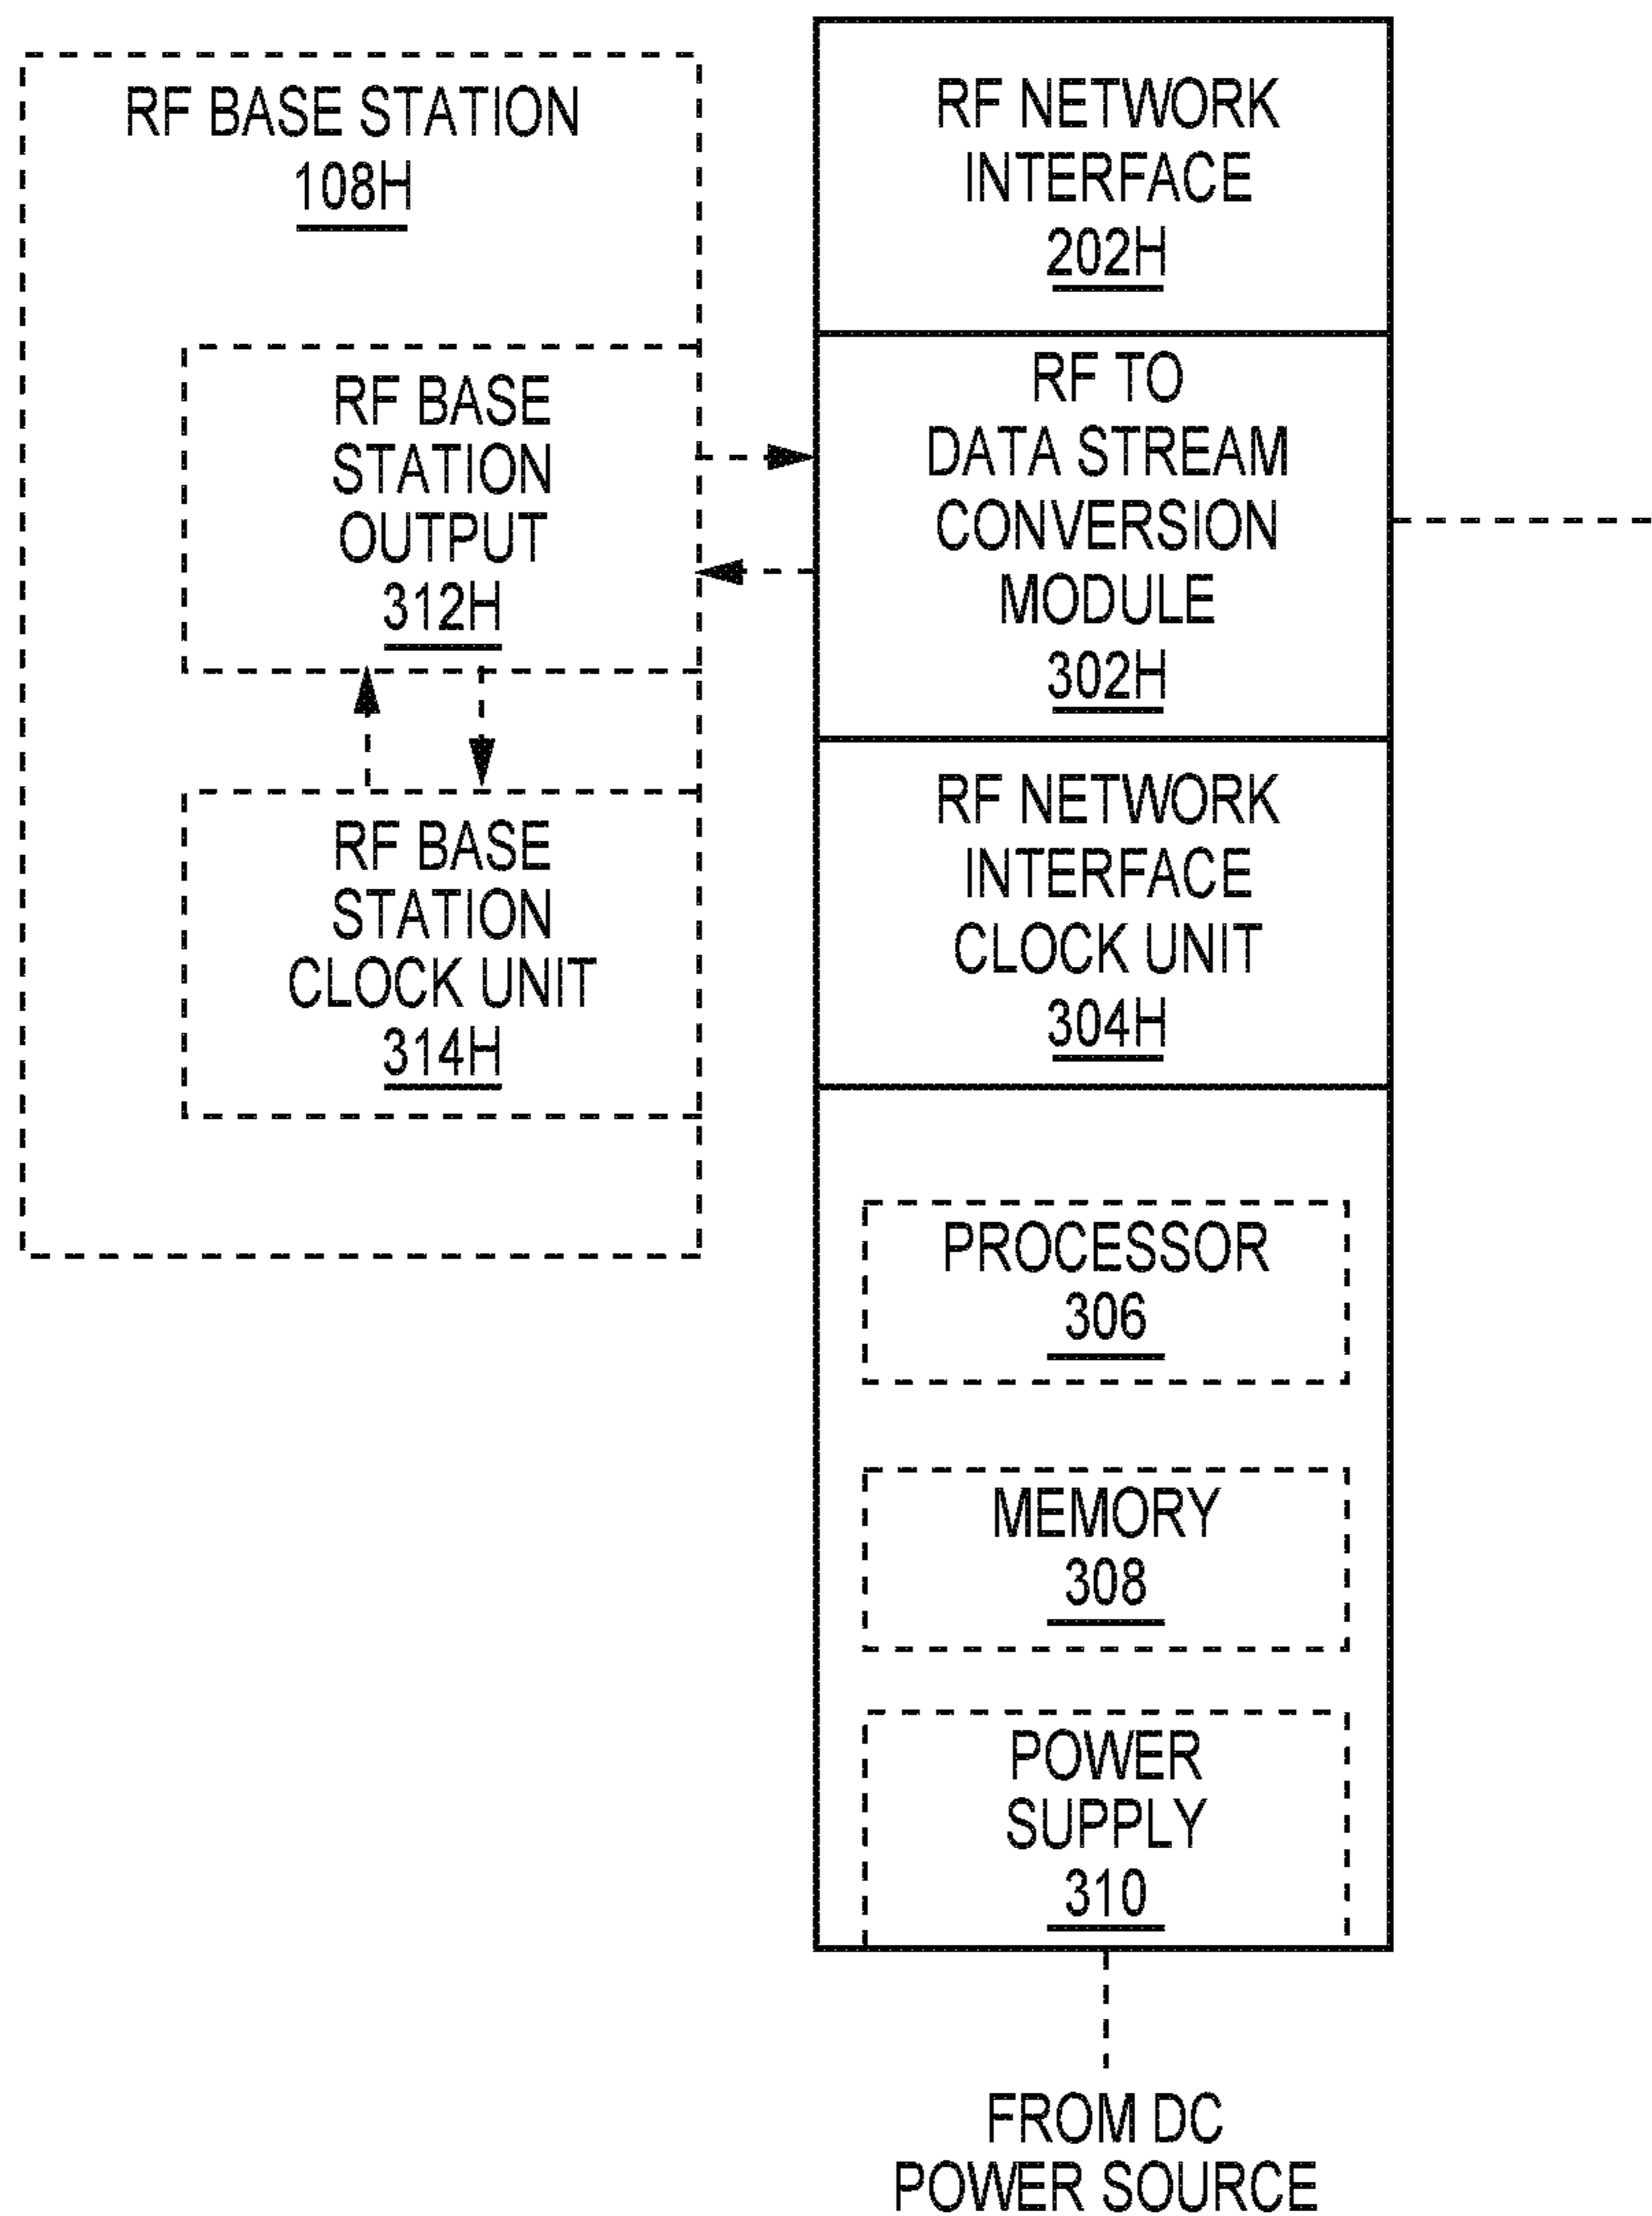 RF BASE STATION
108H
RF BASE
STATION
OUTPUT
312H
RF BASE
STATION
CLOCK UNIT
314H
RF NETWORK
INTERFACE
202H
RF TO
DATA STREAM
CONVERSION
MODULE
302H
RF NETWORK
INTERFACE
CLOCK UNIT
304H
PROCESSOR
306
MEMORY
308
POWER
SUPPLY
310
FROM DC
POWER SOURCE